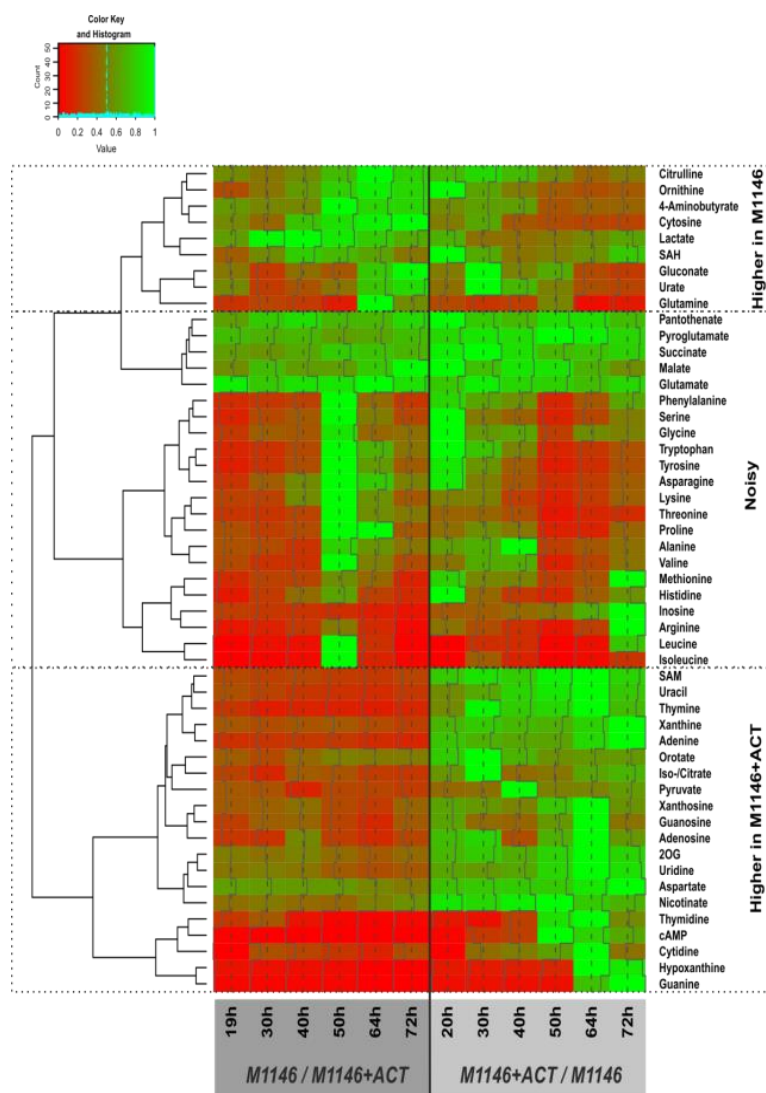 Color Key
and Histogram
Count
0 10 20 30 40 50
0 0.2 0.4 0.6 0.8 1
Value
Citrulline
Ornithine
4-Aminobutyrate
Cytosine
Lactate
SAH
Gluconate
Urate
Glutamine
Higher in M1146
Pantothenate
Pyroglutamate
Succinate
Malate
Glutamate
Phenylalanine
Serine
Glycine
Tryptophan
Tyrosine
Asparagine
Lysine
Threonine
Proline
Alanine
Valine
Methionine
Histidine
Inosine
Arginine
Leucine
Isoleucine
Noisy
SAM
Uracil
Thymine
Xanthine
Adenine
Orotate
Iso-/Citrate
Pyruvate
Xanthosine
Guanosine
Adenosine
2OG
Uridine
Aspartate
Nicotinate
Thymidine
cAMP
Cytidine
Hypoxanthine
Guanine
Higher in M1146+ACT
19h 30h 40h 50h 64h 72h 20h 30h 40h 50h 64h 72h
M1146 / M1146+ACT M1146+ACT / M1146